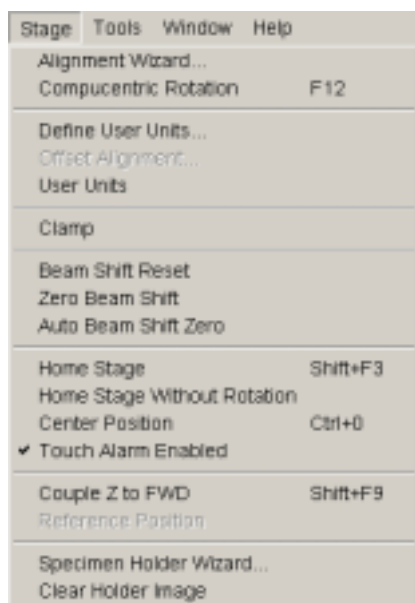 Stage Tools Window Help
Alignment Wizard...
Compucentric Rotation F12
Define User Units...
Offset Alignment...
User Units
Clamp
Beam Shift Reset
Zero Beam Shift
Auto Beam Shift Zero
Home Stage Shift+F3
Home Stage Without Rotation
Center Position Ctrl+0
✔ Touch Alarm Enabled
Couple Z to FWD Shift+F9
Reference Position
Specimen Holder Wizard...
Clear Holder Image